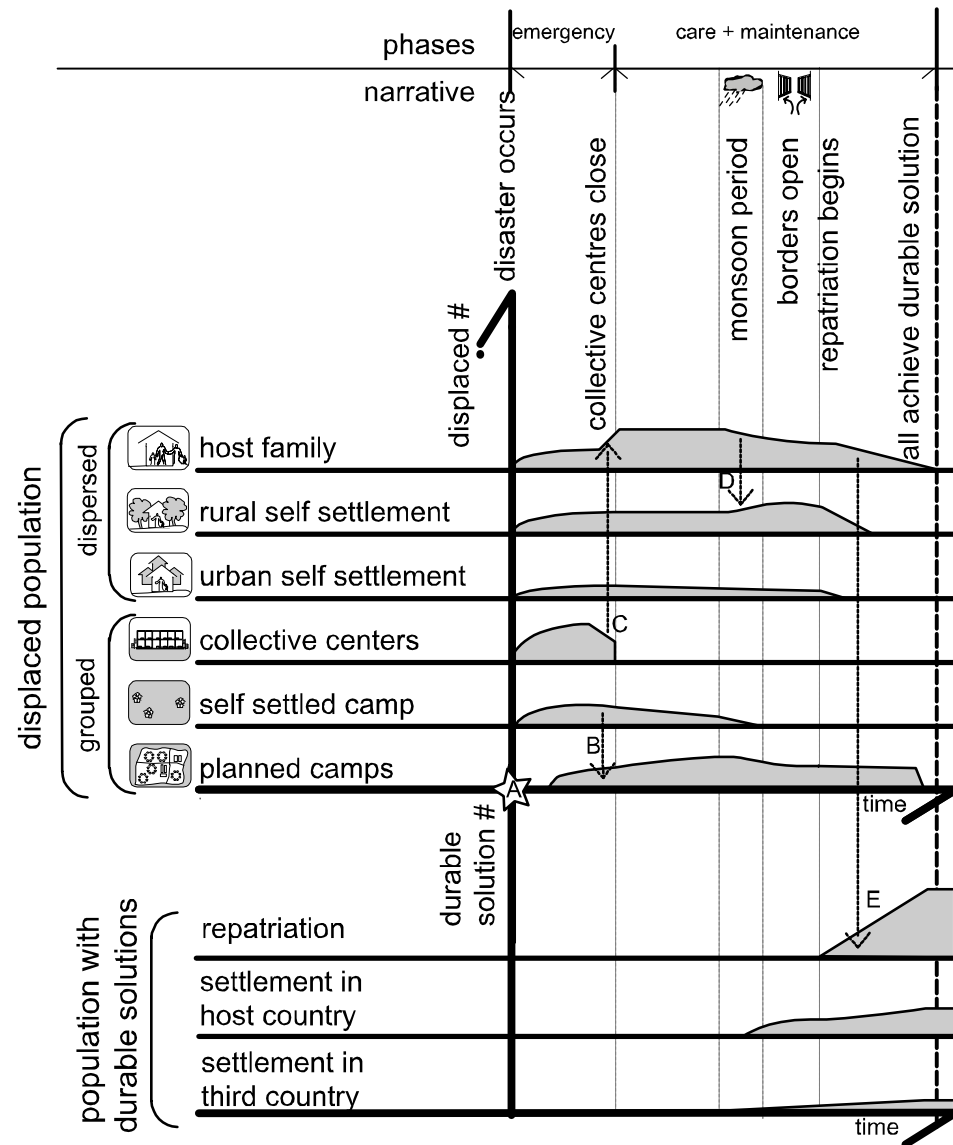 phases
emergency
care + maintenance
narrative
disaster occurs
collective centres close
monsoon period
borders open
repatriation begins
all achieve durable solution
displaced #
displaced population
dispersed
host family
D
rural self settlement
urban self settlement
grouped
collective centers
C
self settled camp
B
planned camps
A
time
durable
solution #
E
population with
durable solutions
repatriation
settlement in
host country
settlement in
third country
time